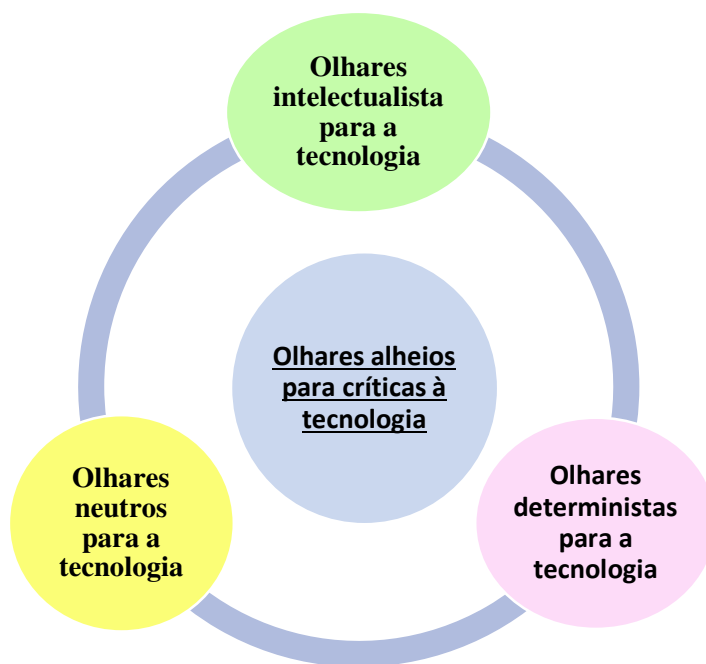 Olhares
intelectualista
para a
tecnologia
Olhares alheios
para críticas à
tecnologia
Olhares
neutros
para a
tecnologia
Olhares
deterministas
para a
tecnologia